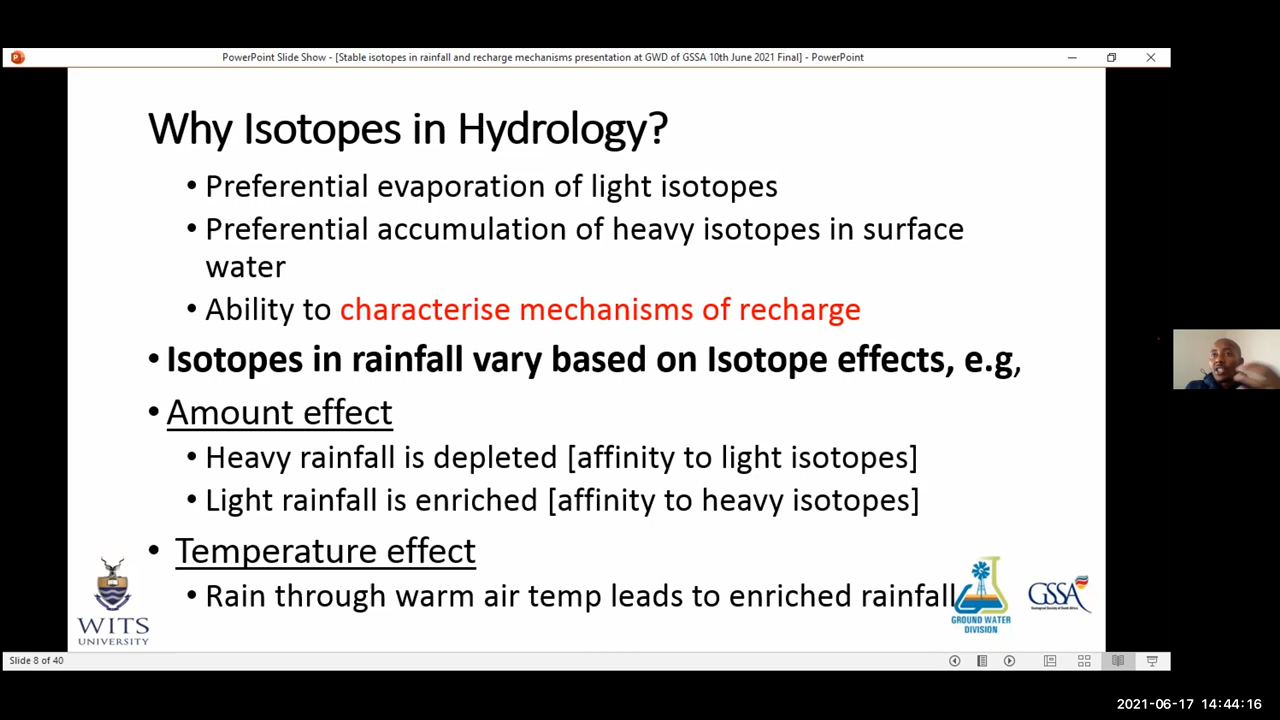 PowerPoint Slide Show - [Stable isotopes in rainfall and recharge mechanisms presentation at GWD of GSSA 10th June 2021 Final] - PowerPoint
Why Isotopes in Hydrology?
• Preferential evaporation of light isotopes
• Preferential accumulation of heavy isotopes in surface
water
• Ability to characterise mechanisms of recharge
• Isotopes in rainfall vary based on Isotope effects, e.g,
• Amount effect
• Heavy rainfall is depleted [affinity to light isotopes]
• Light rainfall is enriched [affinity to heavy isotopes]
• Temperature effect
• Rain through warm air temp leads to enriched rainfall
WITS
UNIVERSITY
GROUND WATER
DIVISION
GSSA
Slide 8 of 40
2021-06-17 14:44:16